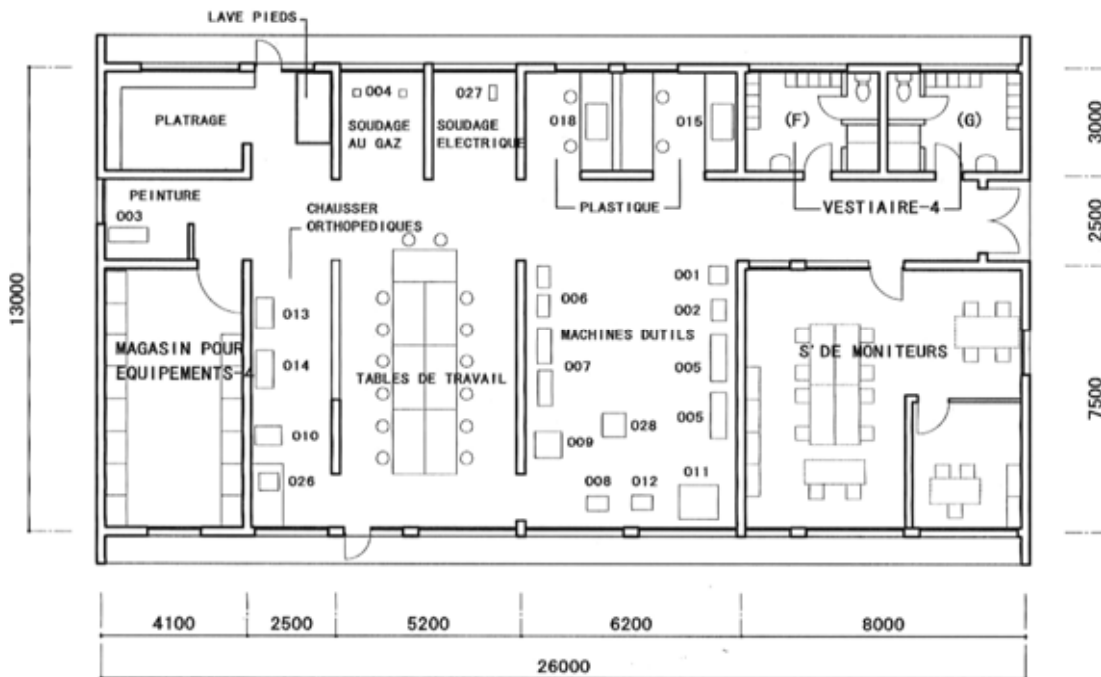 LAVE PIEDS
PLATRAGE
004
SOUDAGE
AU GAZ
027
SOUDAGE
ELECTRIQUE
018
015
(F)
(G)
3000
PEINTURE
003
CHAUSSER
ORTHOPEDIQUES
PLASTIQUE
VESTIAIRE-4
2500
13000
MAGASIN POUR
EQUIPEMENTS-4
013
014
010
026
TABLES DE TRAVAIL
006
MACHINES DUTILS
007
009
028
008
012
011
001
002
005
005
S'DE MONITEURS
7500
4100
2500
5200
6200
8000
26000